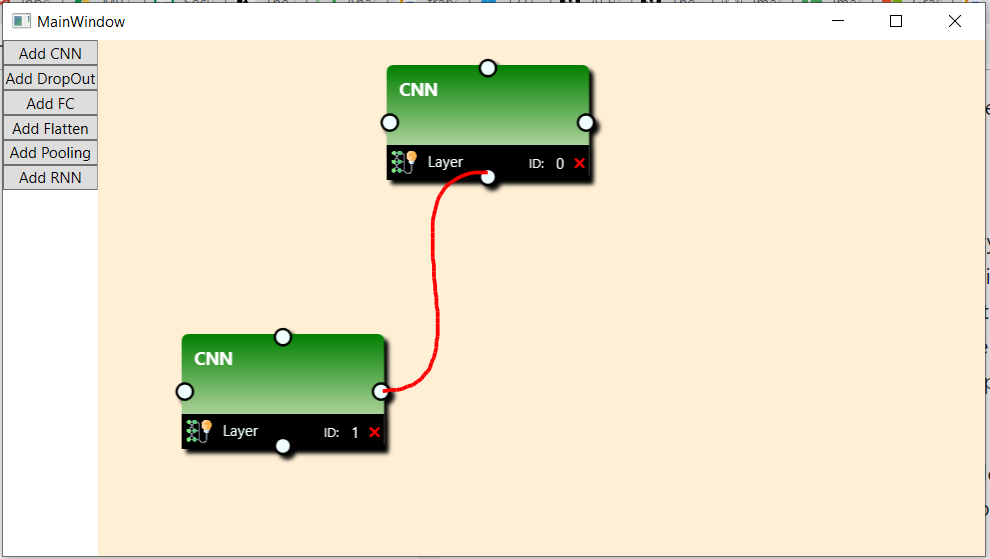 MainWindow
Add CNN
Add DropOut
Add FC
Add Flatten
Add Pooling
Add RNN
CNN
Layer ID: 0
CNN
Layer ID: 1